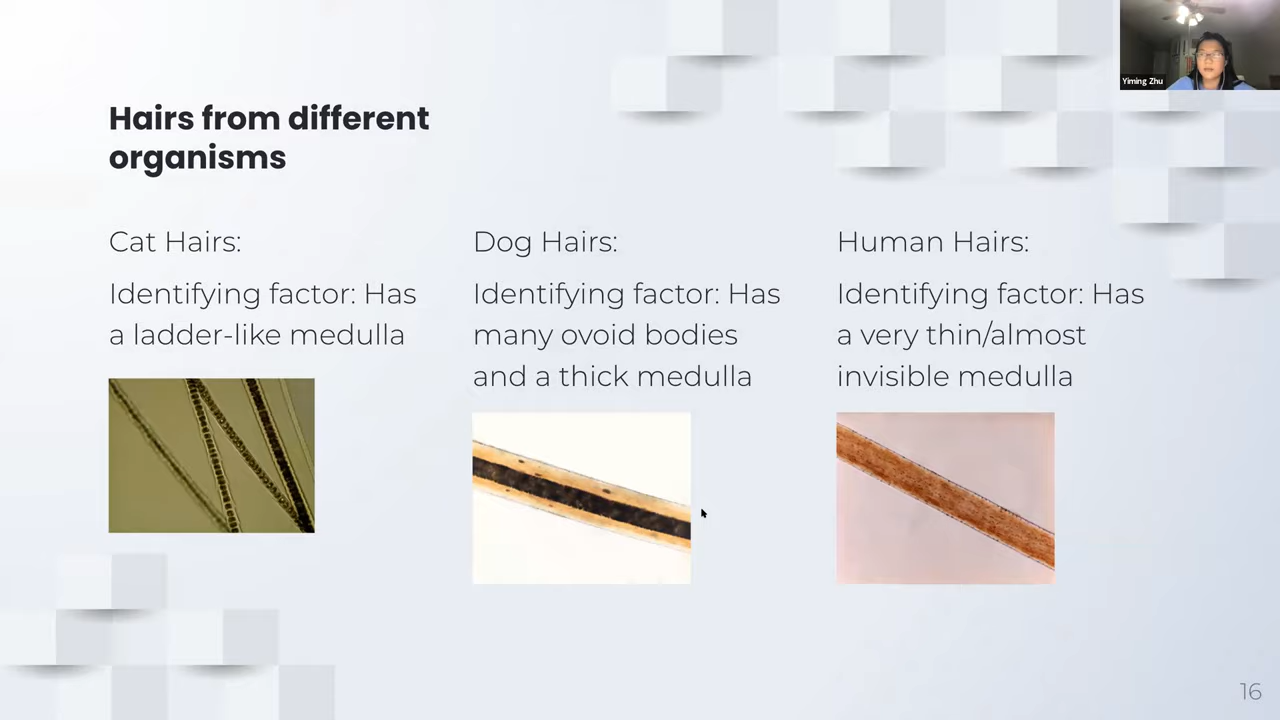 Yiming Zhu
Hairs from different
organisms
Cat Hairs:
Identifying factor: Has
a ladder-like medulla
Dog Hairs:
Identifying factor: Has
many ovoid bodies
and a thick medulla
Human Hairs:
Identifying factor: Has
a very thin/almost
invisible medulla
16